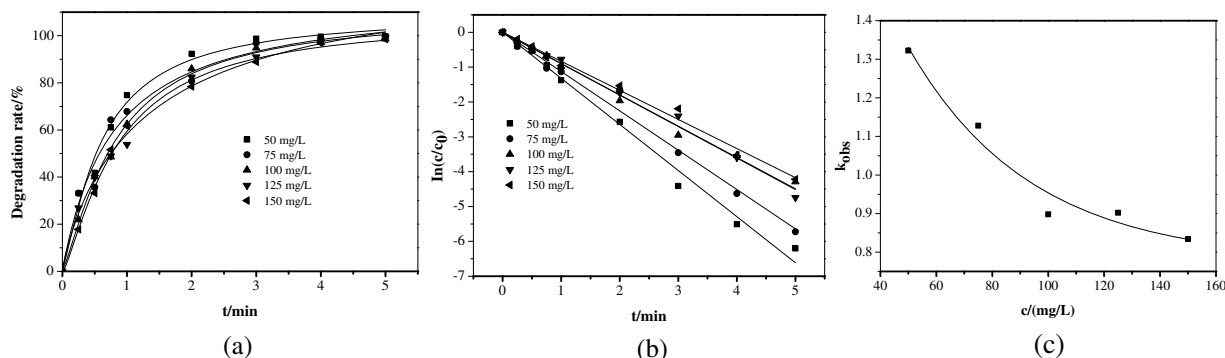 Degradation rate/%
100
80
60
40
20
0
50 mg/L
75 mg/L
100 mg/L
125 mg/L
150 mg/L
0 1 2 3 4 5
t/min
(a)
ln(c/c0)
-0
-1
-2
-3
-4
-5
-6
-7
50 mg/L
75 mg/L
100 mg/L
125 mg/L
150 mg/L
0 1 2 3 4 5
t/min
(b)
kobs
1.4
1.3
1.2
1.1
1.0
0.9
0.8
40 60 80 100 120 140 160
c/(mg/L)
(c)